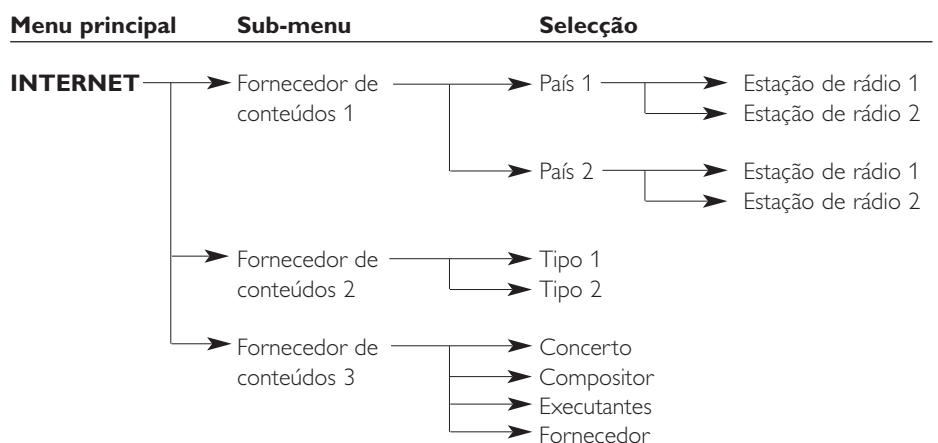 Menu principal Sub-menu Selecção
INTERNET Fornecedor de País 1 Estação de rádio 1
conteúdos 1 Estação de rádio 2
País 2 Estação de rádio 1
Estação de rádio 2
Fornecedor de Tipo 1
conteúdos 2 Tipo 2
Fornecedor de Concerto
conteúdos 3 Compositor
Executantes
Fornecedor